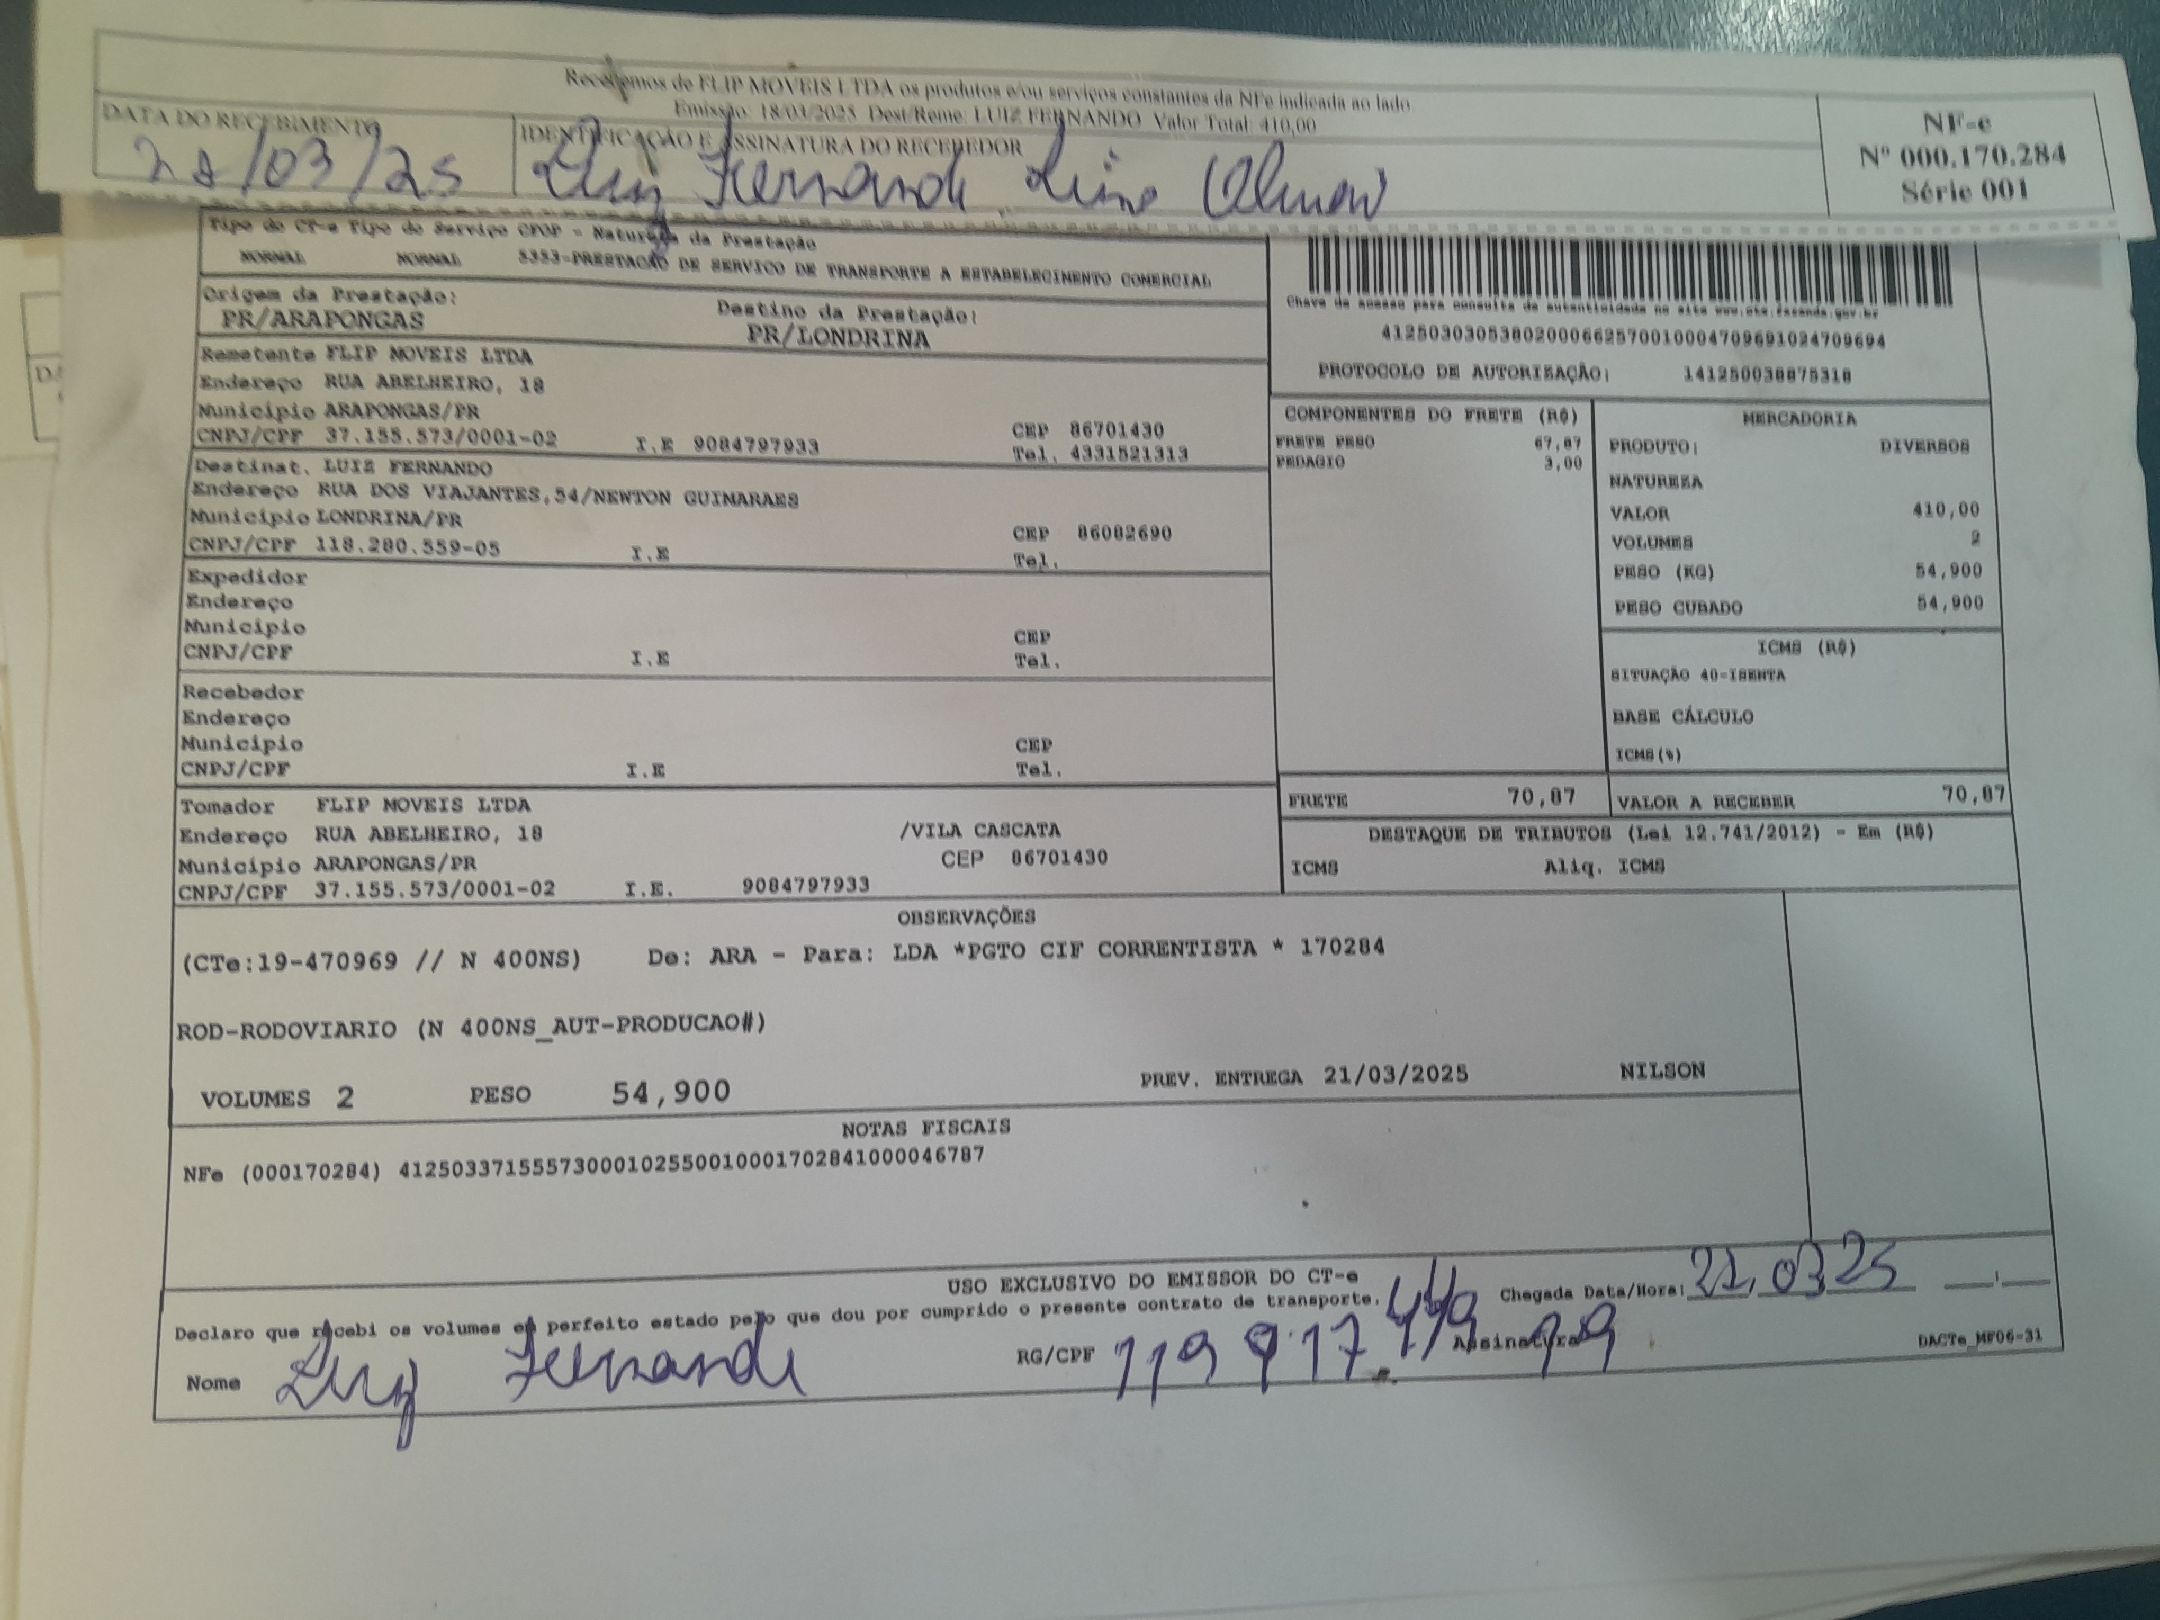 Recebemos de FLIP MOVEIS LTDA os produtos e/ou serviços constantes da NFe indicada ao lado.
Emissão: 18/03/2025 Dest/Reme: LUIZ FERNANDO Valor Total: 410,00
DATA DO RECEBIMENTO
IDENTIFICAÇÃO E ASSINATURA DO RECEBEDOR
/03/25
Luiz Fernando
NF-e
Nº 000.170.284
Série 001
Tipo do CT-e Tipo do Serviço CFOP - Natureza da Prestação
NORMAL NORMAL 5353-PRESTACAO DE SERVICO DE TRANSPORTE A ESTABELECIMENTO COMERCIAL
Origem da Prestação:
PR/ARAPONGAS
Destino da Prestação:
PR/LONDRINA
Chave de acesso para consulta de autenticidade no site www.cte.fazenda.gov.br
41250303053802000662570010004709691024709694
PROTOCOLO DE AUTORIZAÇÃO: 141250038875318
Remetente FLIP MOVEIS LTDA
Endereço RUA ABELHEIRO, 18
Município ARAPONGAS/PR CEP 86701430
CNPJ/CPF 37.155.573/0001-02 I.E 9084797933 Tel. 4331521313
Destinat. LUIZ FERNANDO
Endereço RUA DOS VIAJANTES,54/NEWTON GUIMARAES
Município LONDRINA/PR CEP 86082690
CNPJ/CPF 118.280.559-05 I.E Tel.
Expedidor
Endereço
Município CEP
CNPJ/CPF I.E Tel.
Recebedor
Endereço
Município CEP
CNPJ/CPF I.E Tel.
Tomador FLIP MOVEIS LTDA
Endereço RUA ABELHEIRO, 18 /VILA CASCATA
Município ARAPONGAS/PR CEP 86701430
CNPJ/CPF 37.155.573/0001-02 I.E. 9084797933
COMPONENTES DO FRETE (R$)
FRETE PESO 67,87
PEDAGIO 3,00
MERCADORIA
PRODUTO: DIVERSOS
NATUREZA
VALOR 410,00
VOLUMES 2
PESO (KG) 54,900
PESO CUBADO 54,900
ICMS (R$)
SITUAÇÃO 40-ISENTA
BASE CÁLCULO
ICMS(%)
FRETE 70,87
VALOR A RECEBER 70,87
DESTAQUE DE TRIBUTOS (Lei 12.741/2012) - Em (R$)
ICMS Aliq. ICMS
OBSERVAÇÕES
(CTe:19-470969 // N 400NS) De: ARA - Para: LDA *PGTO CIF CORRENTISTA * 170284
ROD-RODOVIARIO (N 400NS_AUT-PRODUCAO#)
VOLUMES 2 PESO 54,900 PREV. ENTREGA 21/03/2025 NILSON
NOTAS FISCAIS
NFe (000170284) 41250337155573000102550010001702841000046787
USO EXCLUSIVO DO EMISSOR DO CT-e
Declaro que recebi os volumes em perfeito estado pelo que dou por cumprido o presente contrato de transporte.
Chegada Data/Hora: 21,03 25
Nome Luiz Fernando RG/CPF 119 917 449 99 Assinatura
DACTe_MF06-31